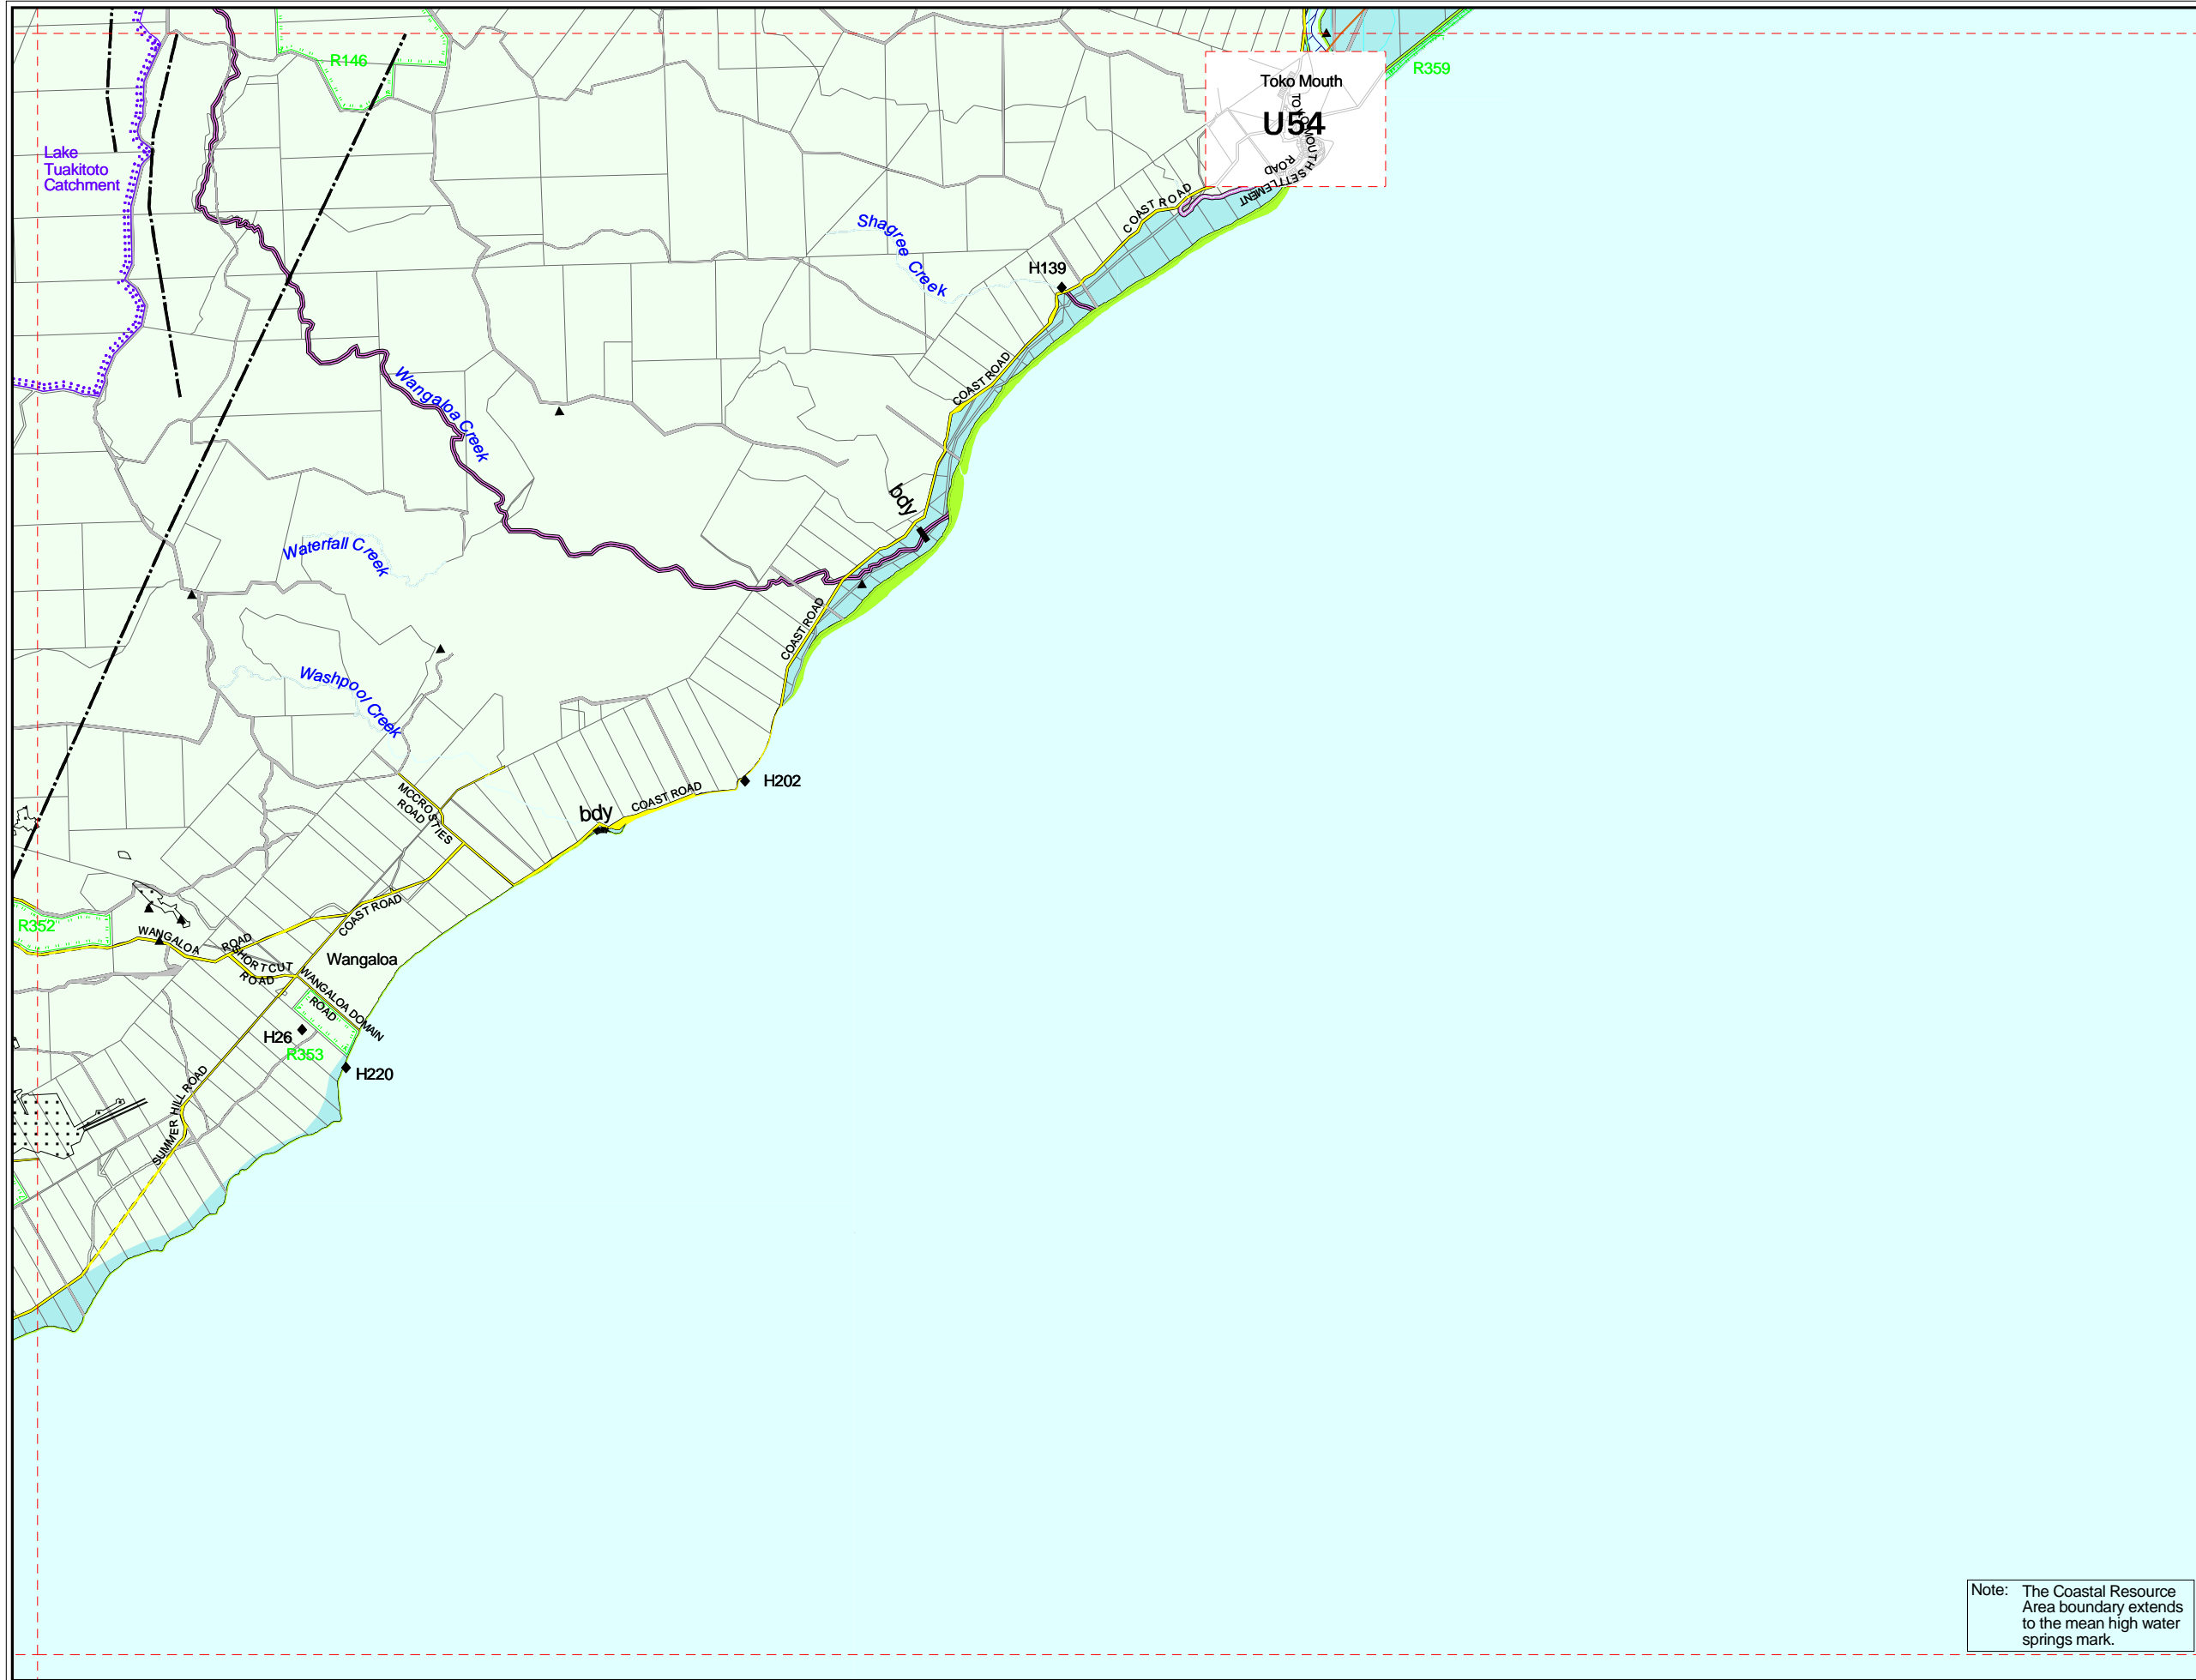 R146
R359
Toko Mouth
U54
TOKO MOUTH SETTLEMENT
ROAD
Lake
Tuakitoto
Catchment
COAST ROAD
Shagree Creek
H139
COAST ROAD
Wangaloa Creek
bdy
Waterfall Creek
COAST ROAD
Washpool Creek
H202
MCCROSTIES
ROAD
bdy
COAST ROAD
R352
COAST ROAD
WANGALOA ROAD
SHORTCUT
ROAD
Wangaloa
WANGALOA DOMAIN
ROAD
H26
R353
H220
SUMMER HILL ROAD
Note: The Coastal Resource
Area boundary extends
to the mean high water
springs mark.